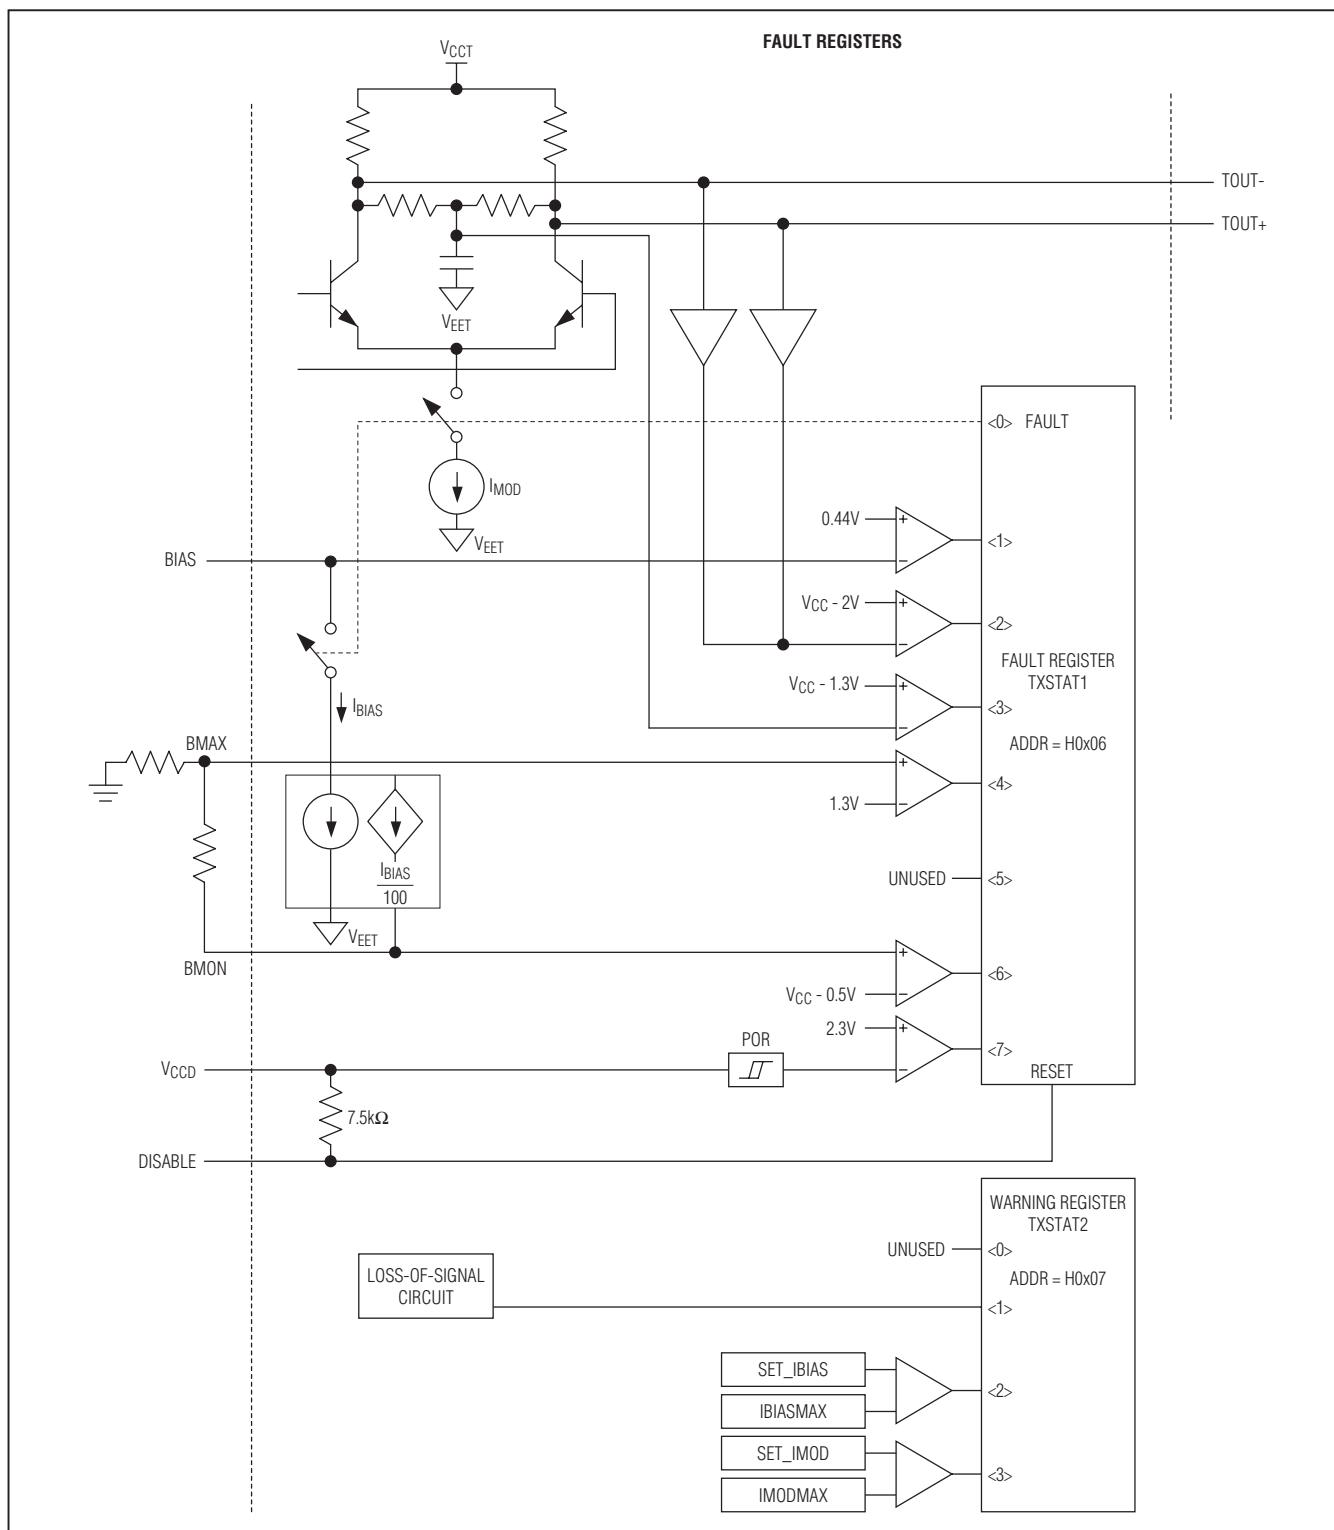 FAULT REGISTERS
VCCT
TOUT-
TOUT+
VEET
<0> FAULT
IMOD
0.44V
+
-
<1>
VEET
BIAS
VCC - 2V
+
-
<2>
FAULT REGISTER
TXSTAT1
VCC - 1.3V
+
-
<3>
IBIAS
ADDR = H0x06
BMAX
+
-
<4>
1.3V
IBIAS
100
UNUSED
<5>
VEET
BMON
+
-
<6>
VCC - 0.5V
2.3V
+
-
<7>
POR
VCCD
RESET
7.5kΩ
DISABLE
WARNING REGISTER
TXSTAT2
UNUSED
<0>
ADDR = H0x07
LOSS-OF-SIGNAL
CIRCUIT
<1>
SET_IBIAS
<2>
IBIASMAX
SET_IMOD
<3>
IMODMAX